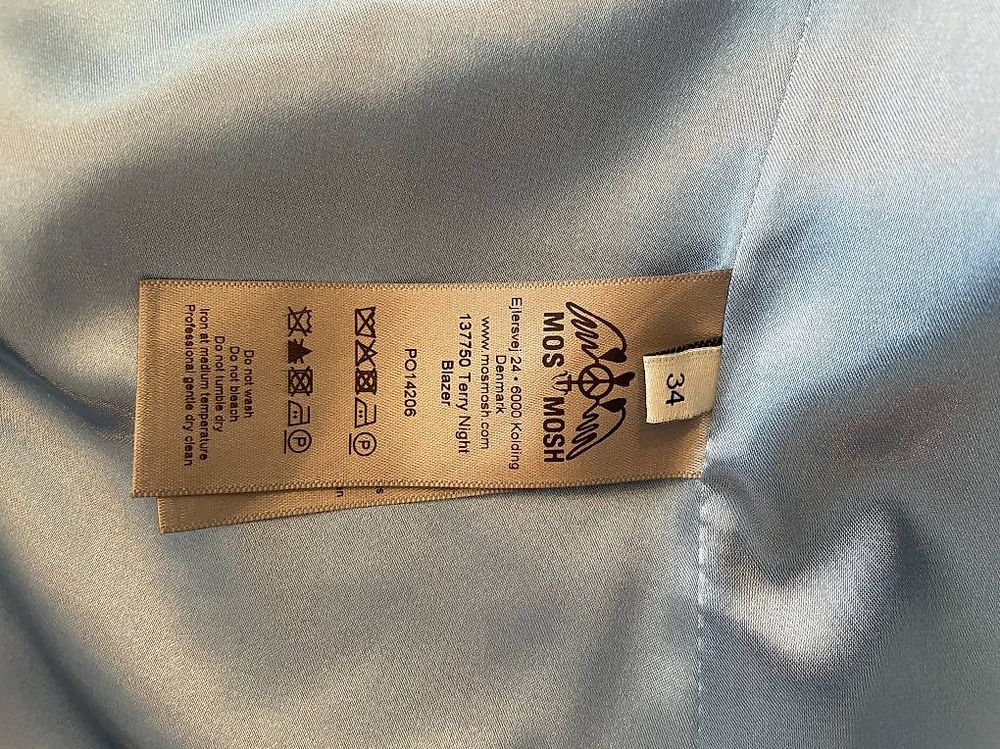 34
MOS MOSH
Ejlersvej 24 • 6000 Kolding
Denmark
www.mosmosh.com
137750 Terry Night
Blazer
PO14206
Do not wash
Do not bleach
Do not tumble dry
Iron at medium temperature
Professional gentle dry clean